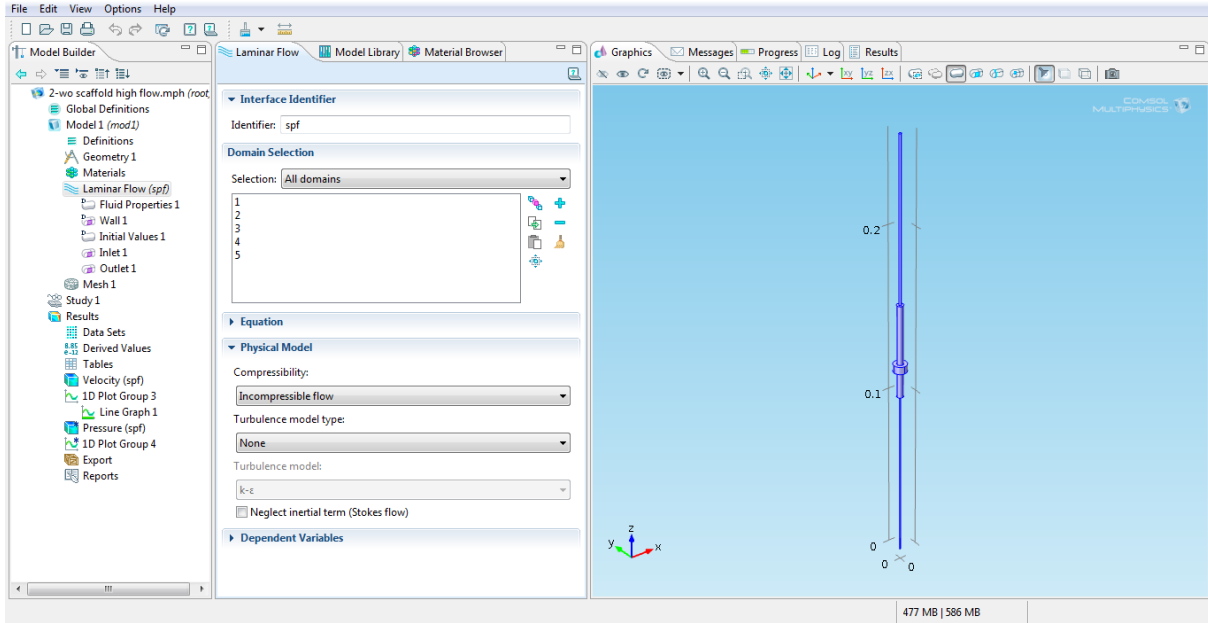 File Edit View Options Help
Model Builder
2-wo scaffold high flow.mph (root
Global Definitions
Model 1 (mod1)
Definitions
Geometry 1
Materials
Laminar Flow (spf)
Fluid Properties 1
Wall 1
Initial Values 1
Inlet 1
Outlet 1
Mesh 1
Study 1
Results
Data Sets
8.85
e-12
Derived Values
Tables
Velocity (spf)
1D Plot Group 3
Line Graph 1
Pressure (spf)
1D Plot Group 4
Export
Reports
Laminar Flow Model Library Material Browser
Interface Identifier
Identifier: spf
Domain Selection
Selection: All domains
1
2
3
4
5
Equation
Physical Model
Compressibility:
Incompressible flow
Turbulence model type:
None
Turbulence model:
k-ε
Neglect inertial term (Stokes flow)
Dependent Variables
Graphics Messages Progress Log Results
xy yz zx
COMSOL
MULTIPHYSICS
0.2
0.1
0
0 0
z
y x
477 MB | 586 MB